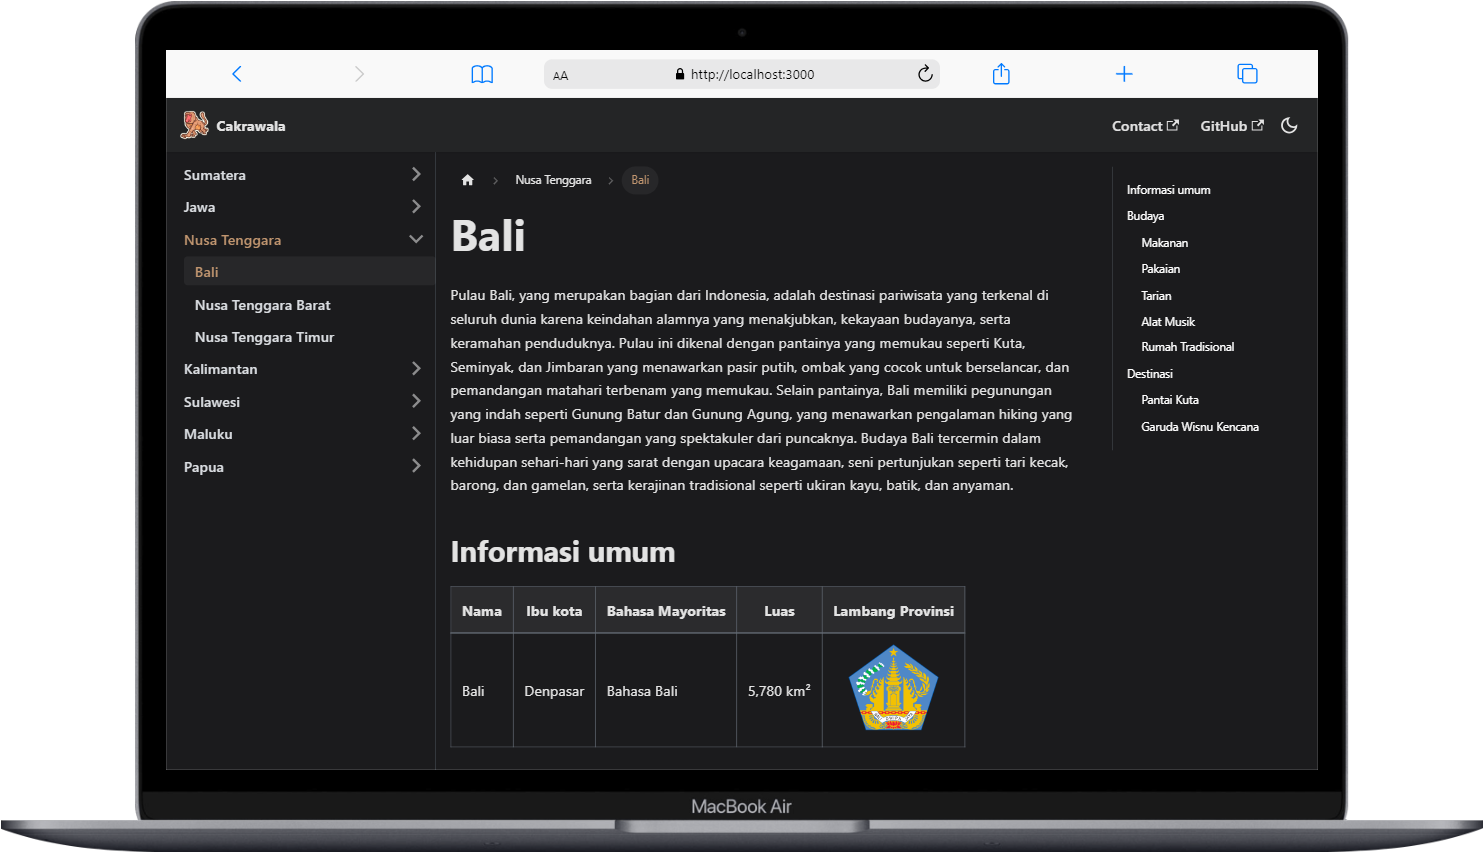 AA
http://localhost:3000
Cakrawala
Contact
GitHub
Sumatera
Jawa
Nusa Tenggara
Bali
Nusa Tenggara Barat
Nusa Tenggara Timur
Kalimantan
Sulawesi
Maluku
Papua
Nusa Tenggara
Bali
Bali
Pulau Bali, yang merupakan bagian dari Indonesia, adalah destinasi pariwisata yang terkenal di
seluruh dunia karena keindahan alamnya yang menakjubkan, kekayaan budayanya, serta
keramahan penduduknya. Pulau ini dikenal dengan pantainya yang memukau seperti Kuta,
Seminyak, dan Jimbaran yang menawarkan pasir putih, ombak yang cocok untuk berselancar, dan
pemandangan matahari terbenam yang memukau. Selain pantainya, Bali memiliki pegunungan
yang indah seperti Gunung Batur dan Gunung Agung, yang menawarkan pengalaman hiking yang
luar biasa serta pemandangan yang spektakuler dari puncaknya. Budaya Bali tercermin dalam
kehidupan sehari-hari yang sarat dengan upacara keagamaan, seni pertunjukan seperti tari kecak,
barong, dan gamelan, serta kerajinan tradisional seperti ukiran kayu, batik, dan anyaman.
Informasi umum
Nama Ibu kota Bahasa Mayoritas Luas Lambang Provinsi
Bali Denpasar Bahasa Bali 5,780 km²
Informasi umum
Budaya
Makanan
Pakaian
Tarian
Alat Musik
Rumah Tradisional
Destinasi
Pantai Kuta
Garuda Wisnu Kencana
MacBook Air